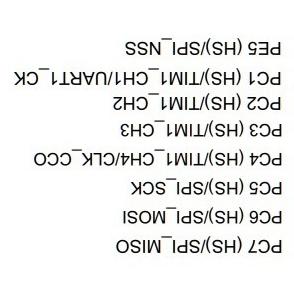 PC7 (HS)/SPI_MISO
PC6 (HS)/SPI_MOSI
PC5 (HS)/SPI_SCK
PC4 (HS)/TIM1_CH4/CLK_CCO
PC3 (HS)/TIM1_CH3
PC2 (HS)/TIM1_CH2
PC1 (HS)/TIM1_CH1/UART1_CK
PE5 (HS)/SPI_NSS